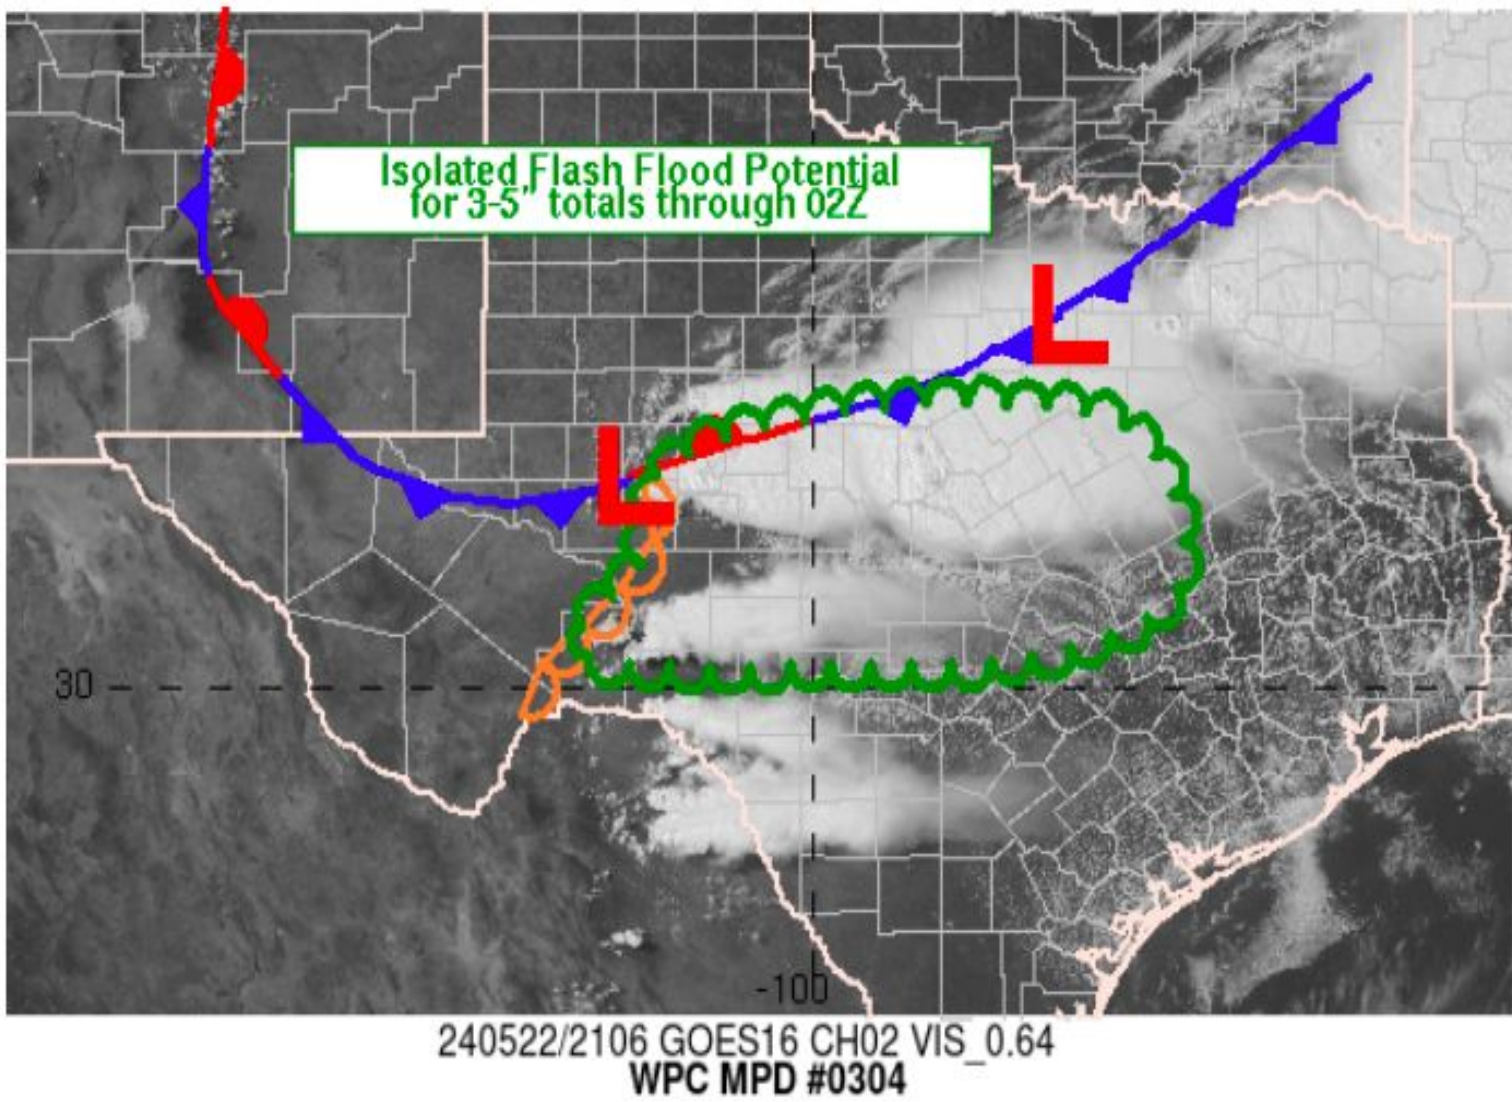 Isolated Flash Flood Potential
for 3-5" totals through 02Z
L
L
30
-100
240522/2106 GOES16 CH02 VIS_0.64
WPC MPD #0304